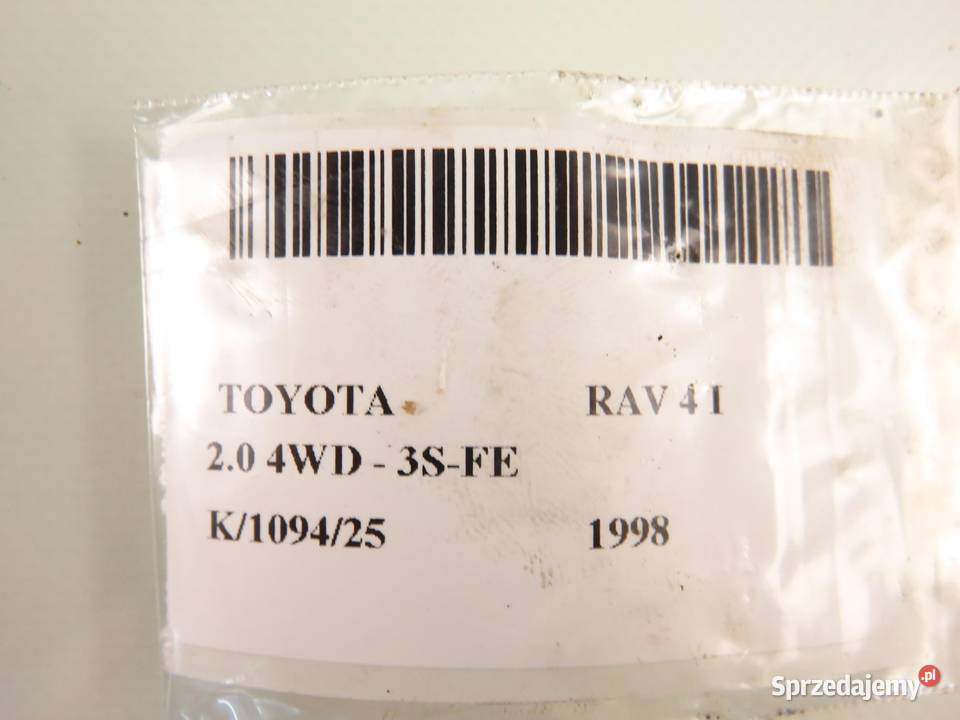 TOYOTA RAV 4 I
2.0 4WD - 3S-FE
K/1094/25 1998
Sprzedajemy.pl